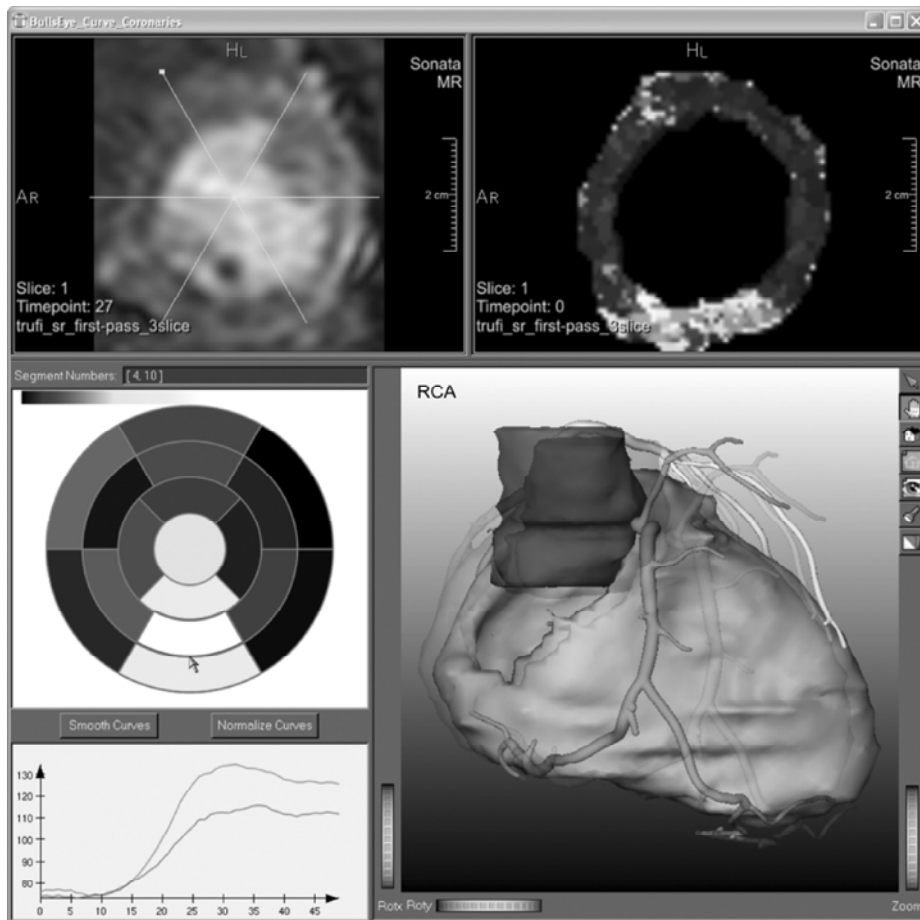 BullsEye_Curve_Coronaries
HL
Sonata
MR
AR
2 cm
Slice: 1
Timepoint: 27
trufi_sr_first-pass_3slice
HL
Sonata
MR
AR
2 cm
Slice: 1
Timepoint: 0
trufi_sr_first-pass_3slice
Segment Numbers: [4, 10]
RCA
Smooth Curves Normalize Curves
130
120
110
100
90
80
0 5 10 15 20 25 30 35 40 45
Rotx Roty Zoom